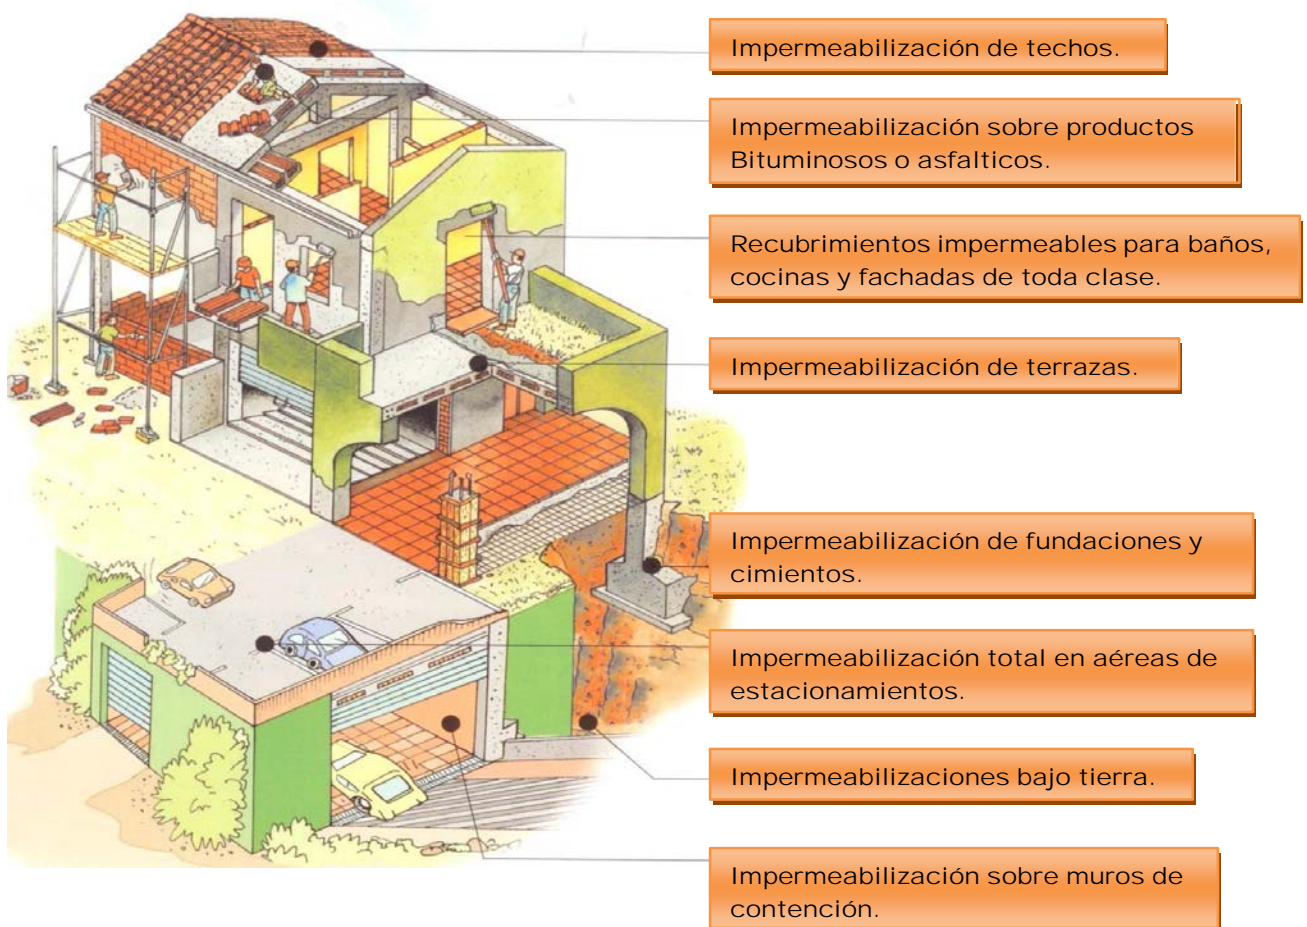 Impermeabilización de techos.
Impermeabilización sobre productos
Bituminosos o asfalticos.
Recubrimientos impermeables para baños,
cocinas y fachadas de toda clase.
Impermeabilización de terrazas.
Impermeabilización de fundaciones y
cimientos.
Impermeabilización total en aéreas de
estacionamientos.
Impermeabilizaciones bajo tierra.
Impermeabilización sobre muros de
contención.